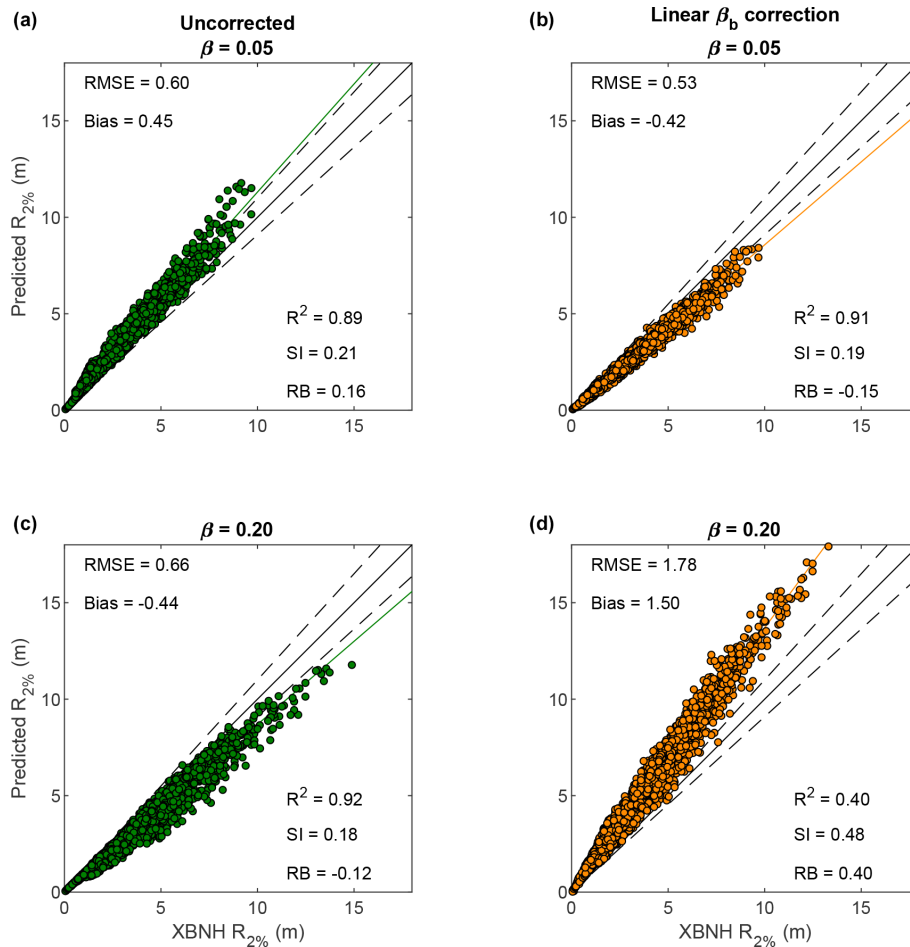 (a)
Uncorrected
β = 0.05
RMSE = 0.60
Bias = 0.45
R² = 0.89
SI = 0.21
RB = 0.16
Predicted R₂% (m)
15
10
5
0
0
5
10
15
(b)
Linear βb correction
β = 0.05
RMSE = 0.53
Bias = -0.42
R² = 0.91
SI = 0.19
RB = -0.15
15
10
5
0
0
5
10
15
(c)
β = 0.20
RMSE = 0.66
Bias = -0.44
R² = 0.92
SI = 0.18
RB = -0.12
Predicted R₂% (m)
15
10
5
0
0
5
10
15
XBNH R₂% (m)
(d)
β = 0.20
RMSE = 1.78
Bias = 1.50
R² = 0.40
SI = 0.48
RB = 0.40
15
10
5
0
0
5
10
15
XBNH R₂% (m)